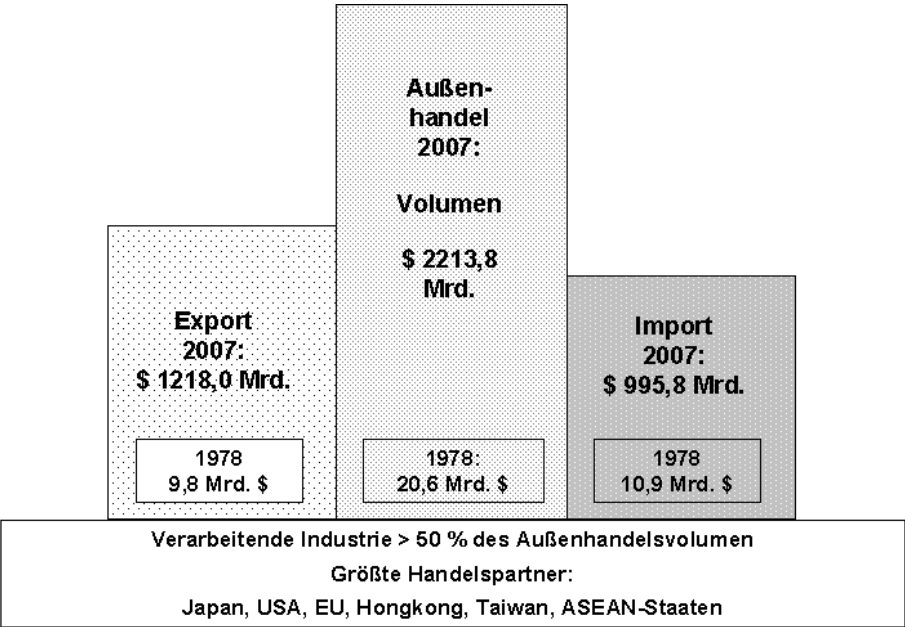 Außen-
handel
2007:
Volumen
$ 2213,8
Mrd.
Export
2007:
$ 1218,0 Mrd.
Import
2007:
$ 995,8 Mrd.
1978
9,8 Mrd. $
1978:
20,6 Mrd. $
1978
10,9 Mrd. $
Verarbeitende Industrie > 50 % des Außenhandelsvolumen
Größte Handelspartner:
Japan, USA, EU, Hongkong, Taiwan, ASEAN-Staaten